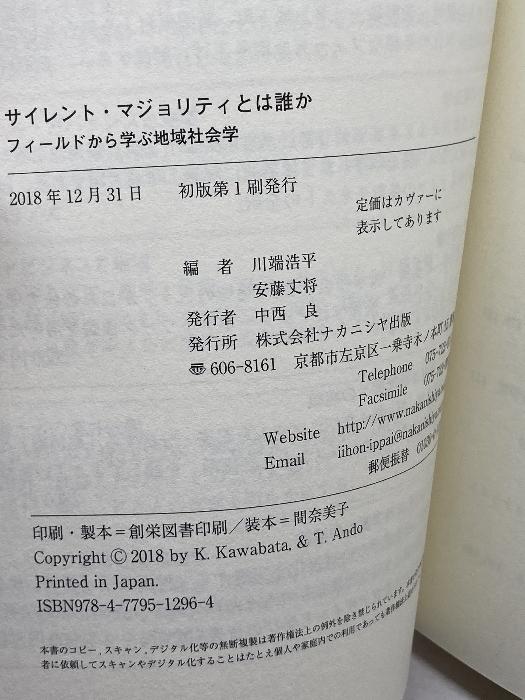 サイレント・マジョリティとは誰か
フィールドから学ぶ地域社会学
2018年12月31日 初版第1刷発行
定価はカヴァーに
表示してあります
編 者 川端浩平
安藤丈将
発行者 中西 良
発行所 株式会社ナカニシヤ出版
〠606-8161 京都市左京区一乗寺木ノ本町
Telephone 075-723-
Facsimile 075-723-
Website http://www.nakanishiya.
Email iihon-ippai@nakanishiya.
郵便振替
印刷・製本=創栄図書印刷/装本=間奈美子
Copyright © 2018 by K. Kawabata, & T. Ando
Printed in Japan.
ISBN978-4-7795-1296-4
本書のコピー、スキャン、デジタル化等の無断複製は著作権法上の例外を除き禁じられています。
者に依頼してスキャンやデジタル化することはたとえ個人や家庭内での利用であっても著作権法